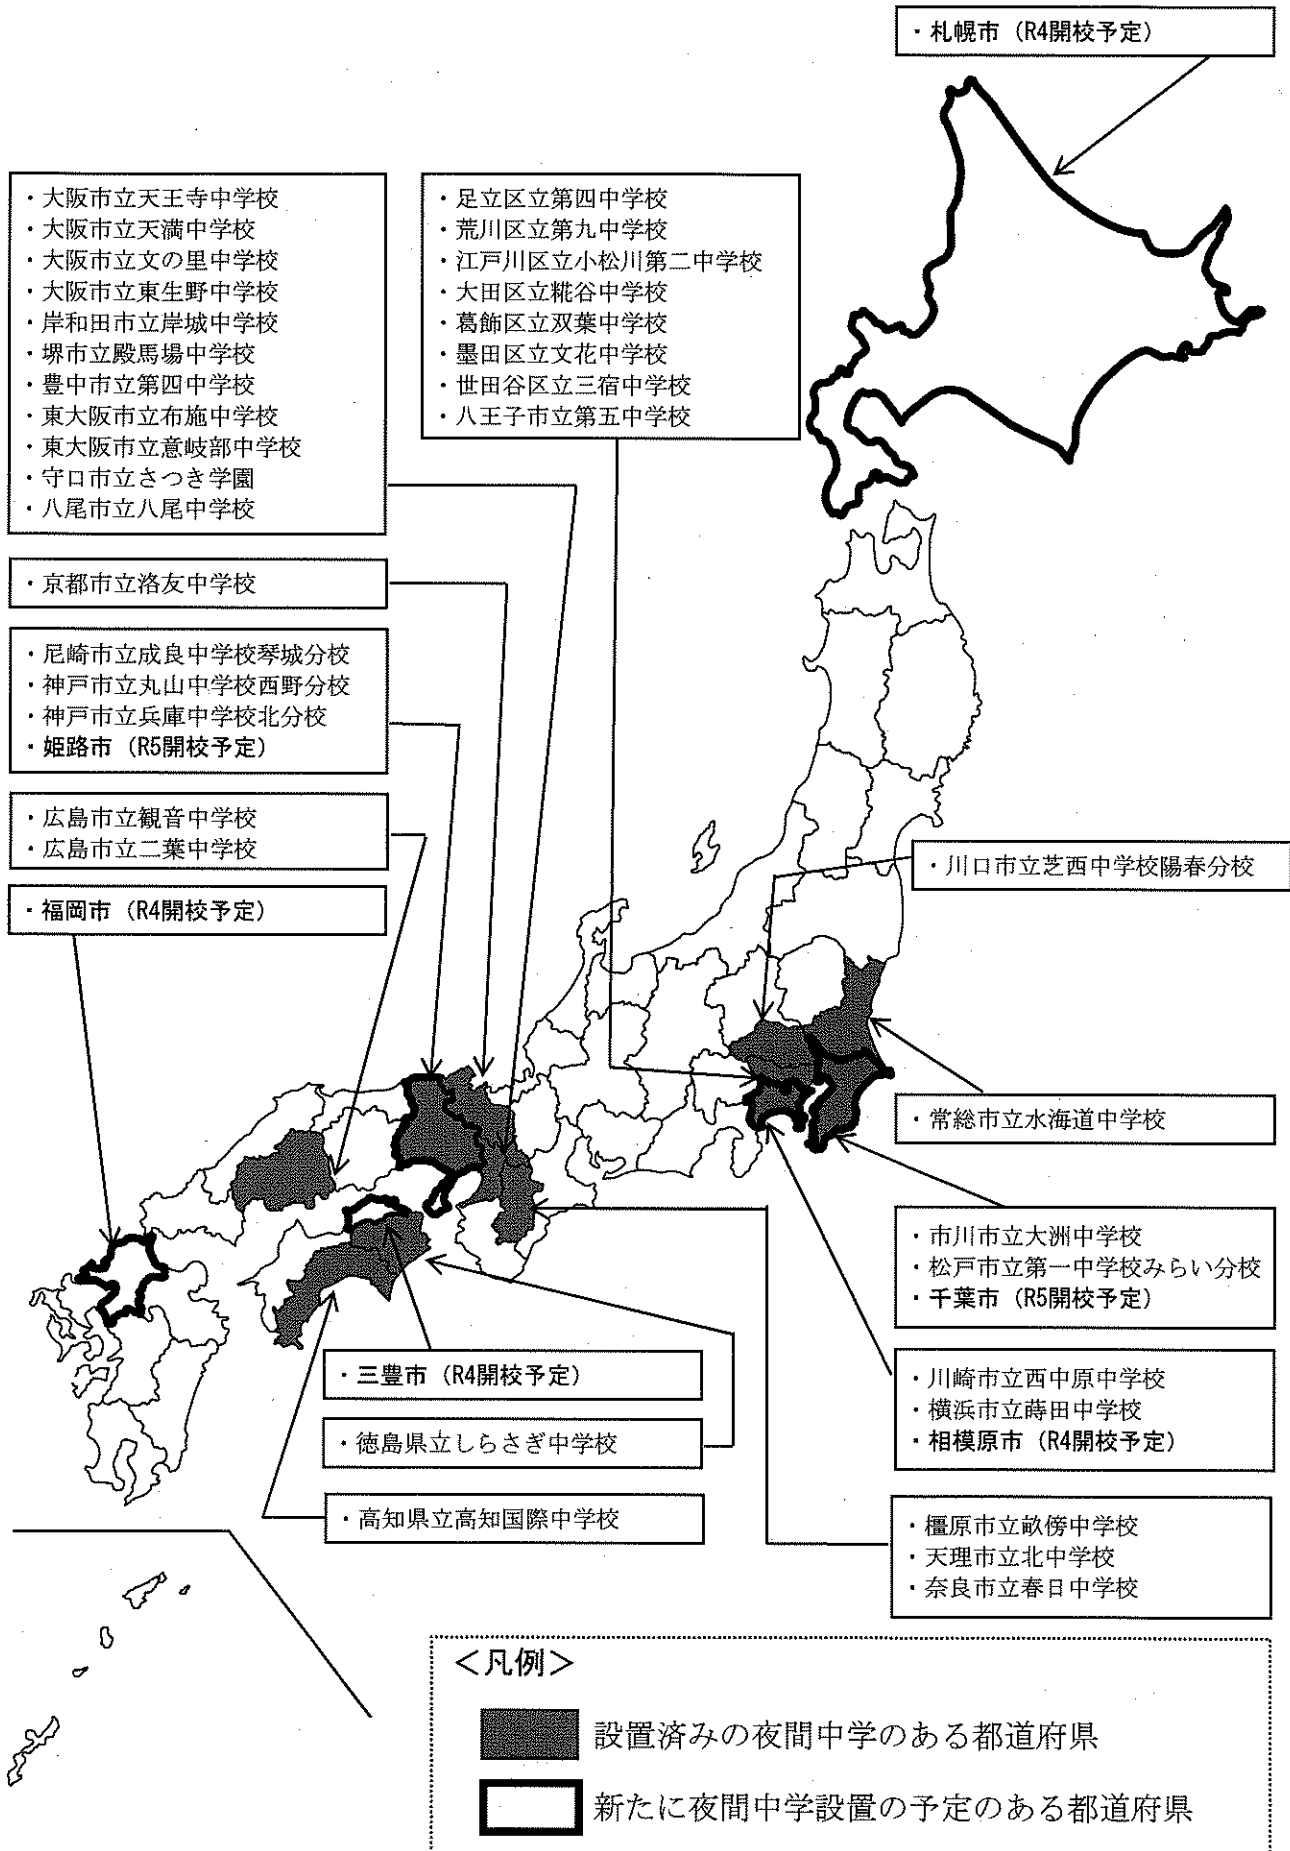 ・札幌市（R4開校予定）
・大阪市立天王寺中学校
・大阪市立天満中学校
・大阪市立文の里中学校
・大阪市立東生野中学校
・岸和田市立岸城中学校
・堺市立殿馬場中学校
・豊中市立第四中学校
・東大阪市立布施中学校
・東大阪市立意岐部中学校
・守口市立さつき学園
・八尾市立八尾中学校
・足立区立第四中学校
・荒川区立第九中学校
・江戸川区立小松川第二中学校
・大田区立糀谷中学校
・葛飾区立双葉中学校
・墨田区立文花中学校
・世田谷区立三宿中学校
・八王子市立第五中学校
・京都市立洛友中学校
・尼崎市立成良中学校琴城分校
・神戸市立丸山中学校西野分校
・神戸市立兵庫中学校北分校
・姫路市（R5開校予定）
・広島市立観音中学校
・広島市立二葉中学校
・福岡市（R4開校予定）
・川口市立芝西中学校陽春分校
・常総市立水海道中学校
・市川市立大洲中学校
・松戸市立第一中学校みらい分校
・千葉市（R5開校予定）
・川崎市立西中原中学校
・横浜市立蒔田中学校
・相模原市（R4開校予定）
・三豊市（R4開校予定）
・徳島県立しらさぎ中学校
・高知県立高知国際中学校
・橿原市立畝傍中学校
・天理市立北中学校
・奈良市立春日中学校
＜凡例＞
設置済みの夜間中学のある都道府県
新たに夜間中学設置の予定のある都道府県